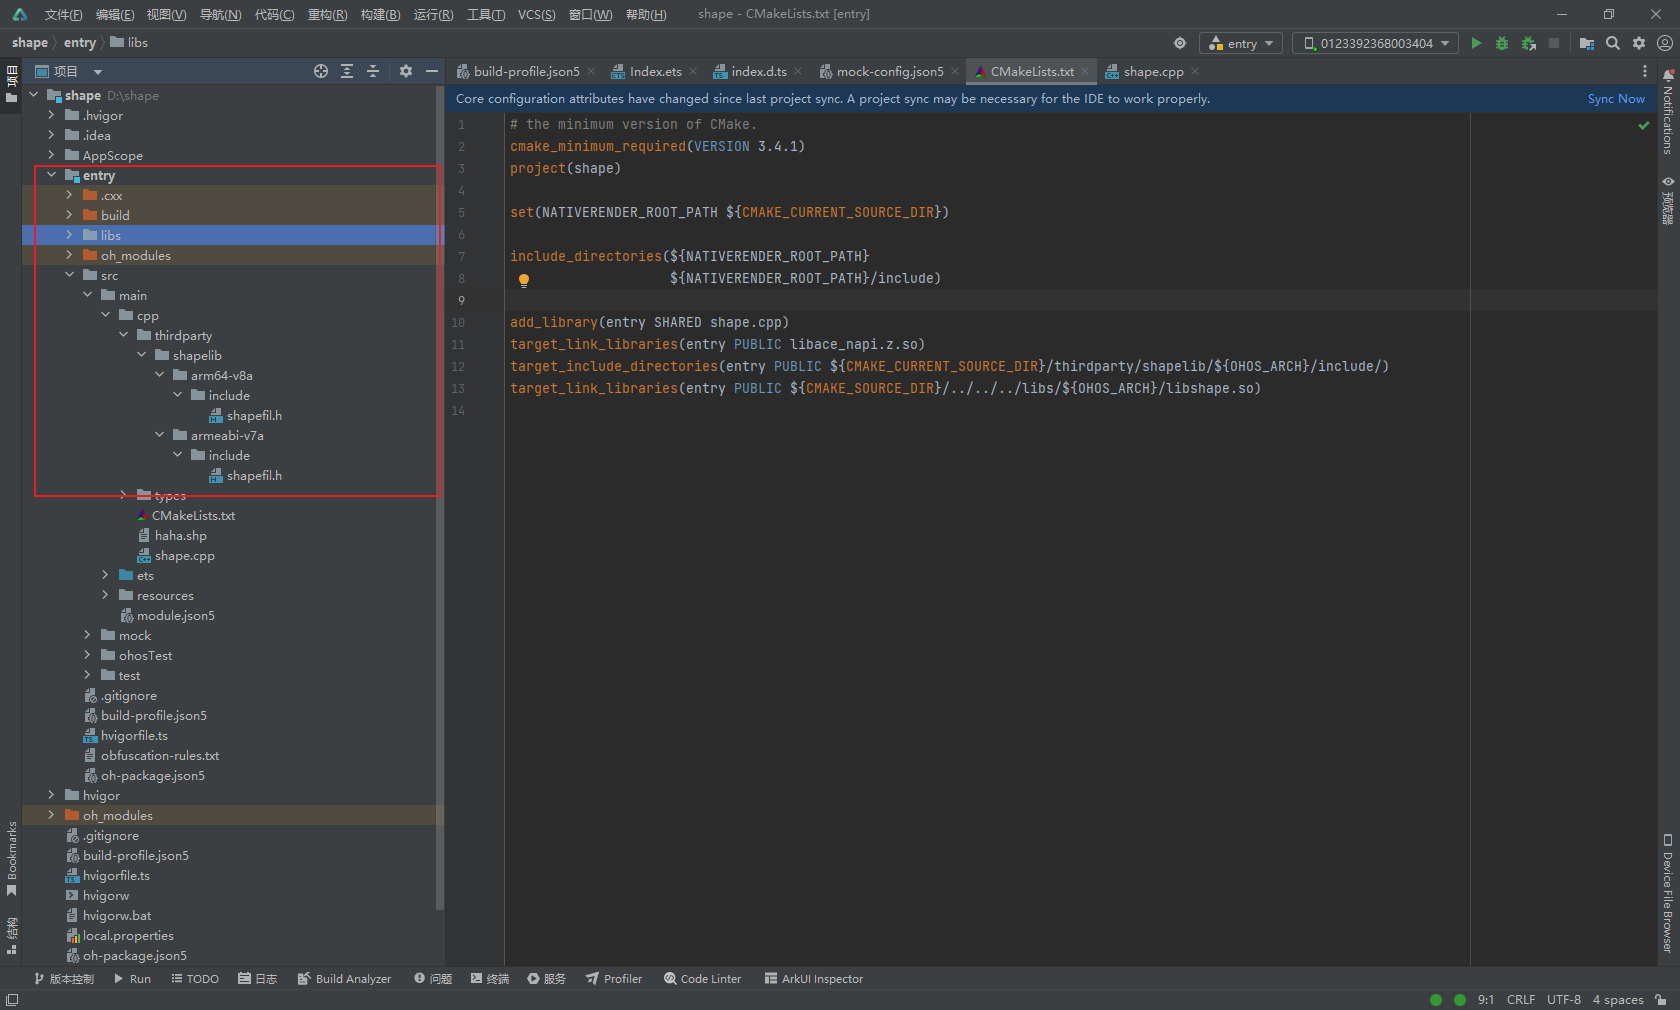 文件(F) 编辑(E) 视图(V) 导航(N) 代码(C) 重构(R) 构建(B) 运行(R) 工具(T) VCS(S) 窗口(W) 帮助(H) shape - CMakeLists.txt [entry]
shape entry libs entry 0123392368003404
项目 build-profile.json5 Index.ets index.d.ts mock-config.json5 CMakeLists.txt shape.cpp
Core configuration attributes have changed since last project sync. A project sync may be necessary for the IDE to work properly. Sync Now
项目
shape D:\shape
.hvigor
.idea
AppScope
entry
.cxx
build
libs
oh_modules
src
main
cpp
thirdparty
shapelib
arm64-v8a
include
shapefil.h
armeabi-v7a
include
shapefil.h
types
CMakeLists.txt
haha.shp
shape.cpp
ets
resources
module.json5
mock
ohosTest
test
.gitignore
build-profile.json5
hvigorfile.ts
obfuscation-rules.txt
oh-package.json5
hvigor
oh_modules
.gitignore
build-profile.json5
hvigorfile.ts
hvigorw
hvigorw.bat
local.properties
oh-package.json5
Bookmarks
结构
1 # the minimum version of CMake.
2 cmake_minimum_required(VERSION 3.4.1)
3 project(shape)
4
5 set(NATIVERENDER_ROOT_PATH ${CMAKE_CURRENT_SOURCE_DIR})
6
7 include_directories(${NATIVERENDER_ROOT_PATH}
8 ${NATIVERENDER_ROOT_PATH}/include)
9
10 add_library(entry SHARED shape.cpp)
11 target_link_libraries(entry PUBLIC libace_napi.z.so)
12 target_include_directories(entry PUBLIC ${CMAKE_CURRENT_SOURCE_DIR}/thirdparty/shapelib/${OHOS_ARCH}/include/)
13 target_link_libraries(entry PUBLIC ${CMAKE_SOURCE_DIR}/../../../libs/${OHOS_ARCH}/libshape.so)
14
Notifications
预览器
Device File Browser
版本控制 Run TODO 日志 Build Analyzer 问题 终端 服务 Profiler Code Linter ArkUI Inspector
9:1 CRLF UTF-8 4 spaces